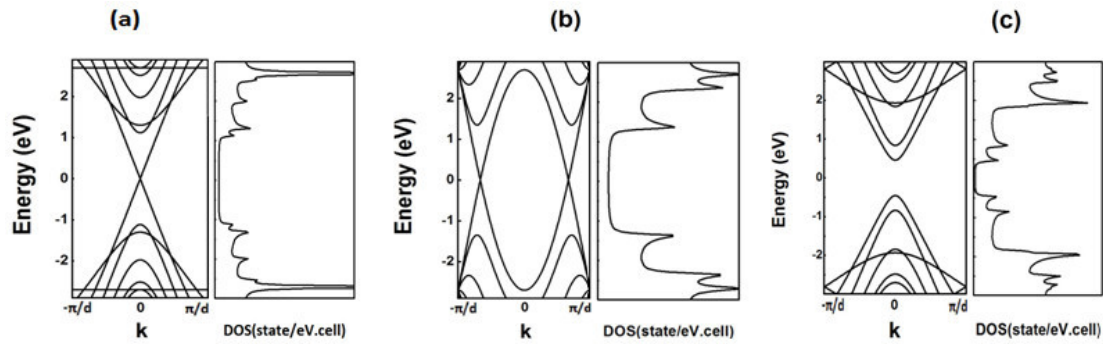 (a)
(b)
(c)
Energy (eV)
2
1
0
-1
-2
-π/d
0
π/d
k
DOS(state/eV.cell)
Energy (eV)
2
1
0
-1
-2
-π/d
0
π/d
k
DOS(state/eV.cell)
Energy (eV)
2
1
0
-1
-2
-π/d
0
π/d
k
DOS(state/eV.cell)